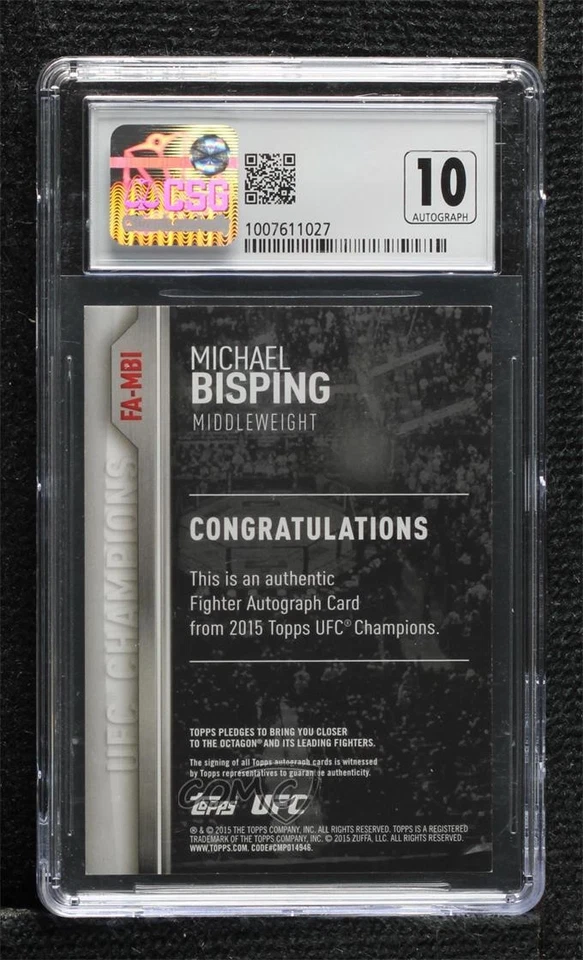 CSG
10
AUTOGRAPH
1007611027
FA-MBI
UFC CHAMPIONS
MICHAEL
BISPING
MIDDLEWEIGHT
CONGRATULATIONS
This is an authentic
Fighter Autograph Card
from 2015 Topps UFC® Champions.
TOPPS PLEDGES TO BRING YOU CLOSER
TO THE OCTAGON® AND ITS LEADING FIGHTERS.
The signing of all Topps autograph cards is witnessed
by Topps representatives to guarantee authenticity.
COMC
Topps UFC
® & © 2015 THE TOPPS COMPANY, INC. ALL RIGHTS RESERVED. TOPPS IS A REGISTERED
TRADEMARK OF THE TOPPS COMPANY, INC. © 2015 ZUFFA, LLC. ALL RIGHTS RESERVED.
WWW.TOPPS.COM. CODE#CMP014946.